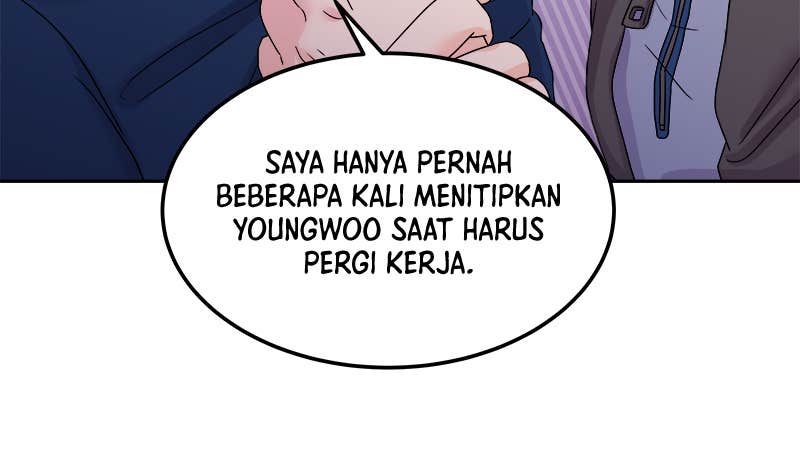 SAYA HANYA PERNAH
BEBERAPA KALI MENITIPKAN
YOUNGWOO SAAT HARUS
PERGI KERJA.